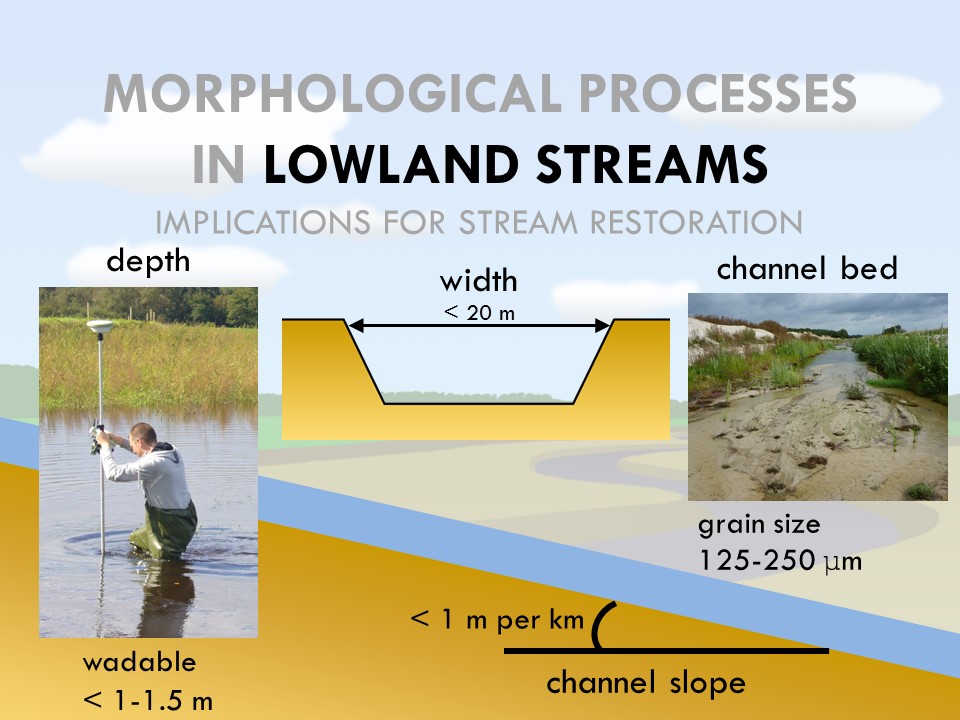 MORPHOLOGICAL PROCESSES
IN LOWLAND STREAMS
IMPLICATIONS FOR STREAM RESTORATION
depth
width
< 20 m
channel bed
grain size
125-250 µm
< 1 m per km
channel slope
wadable
< 1-1.5 m